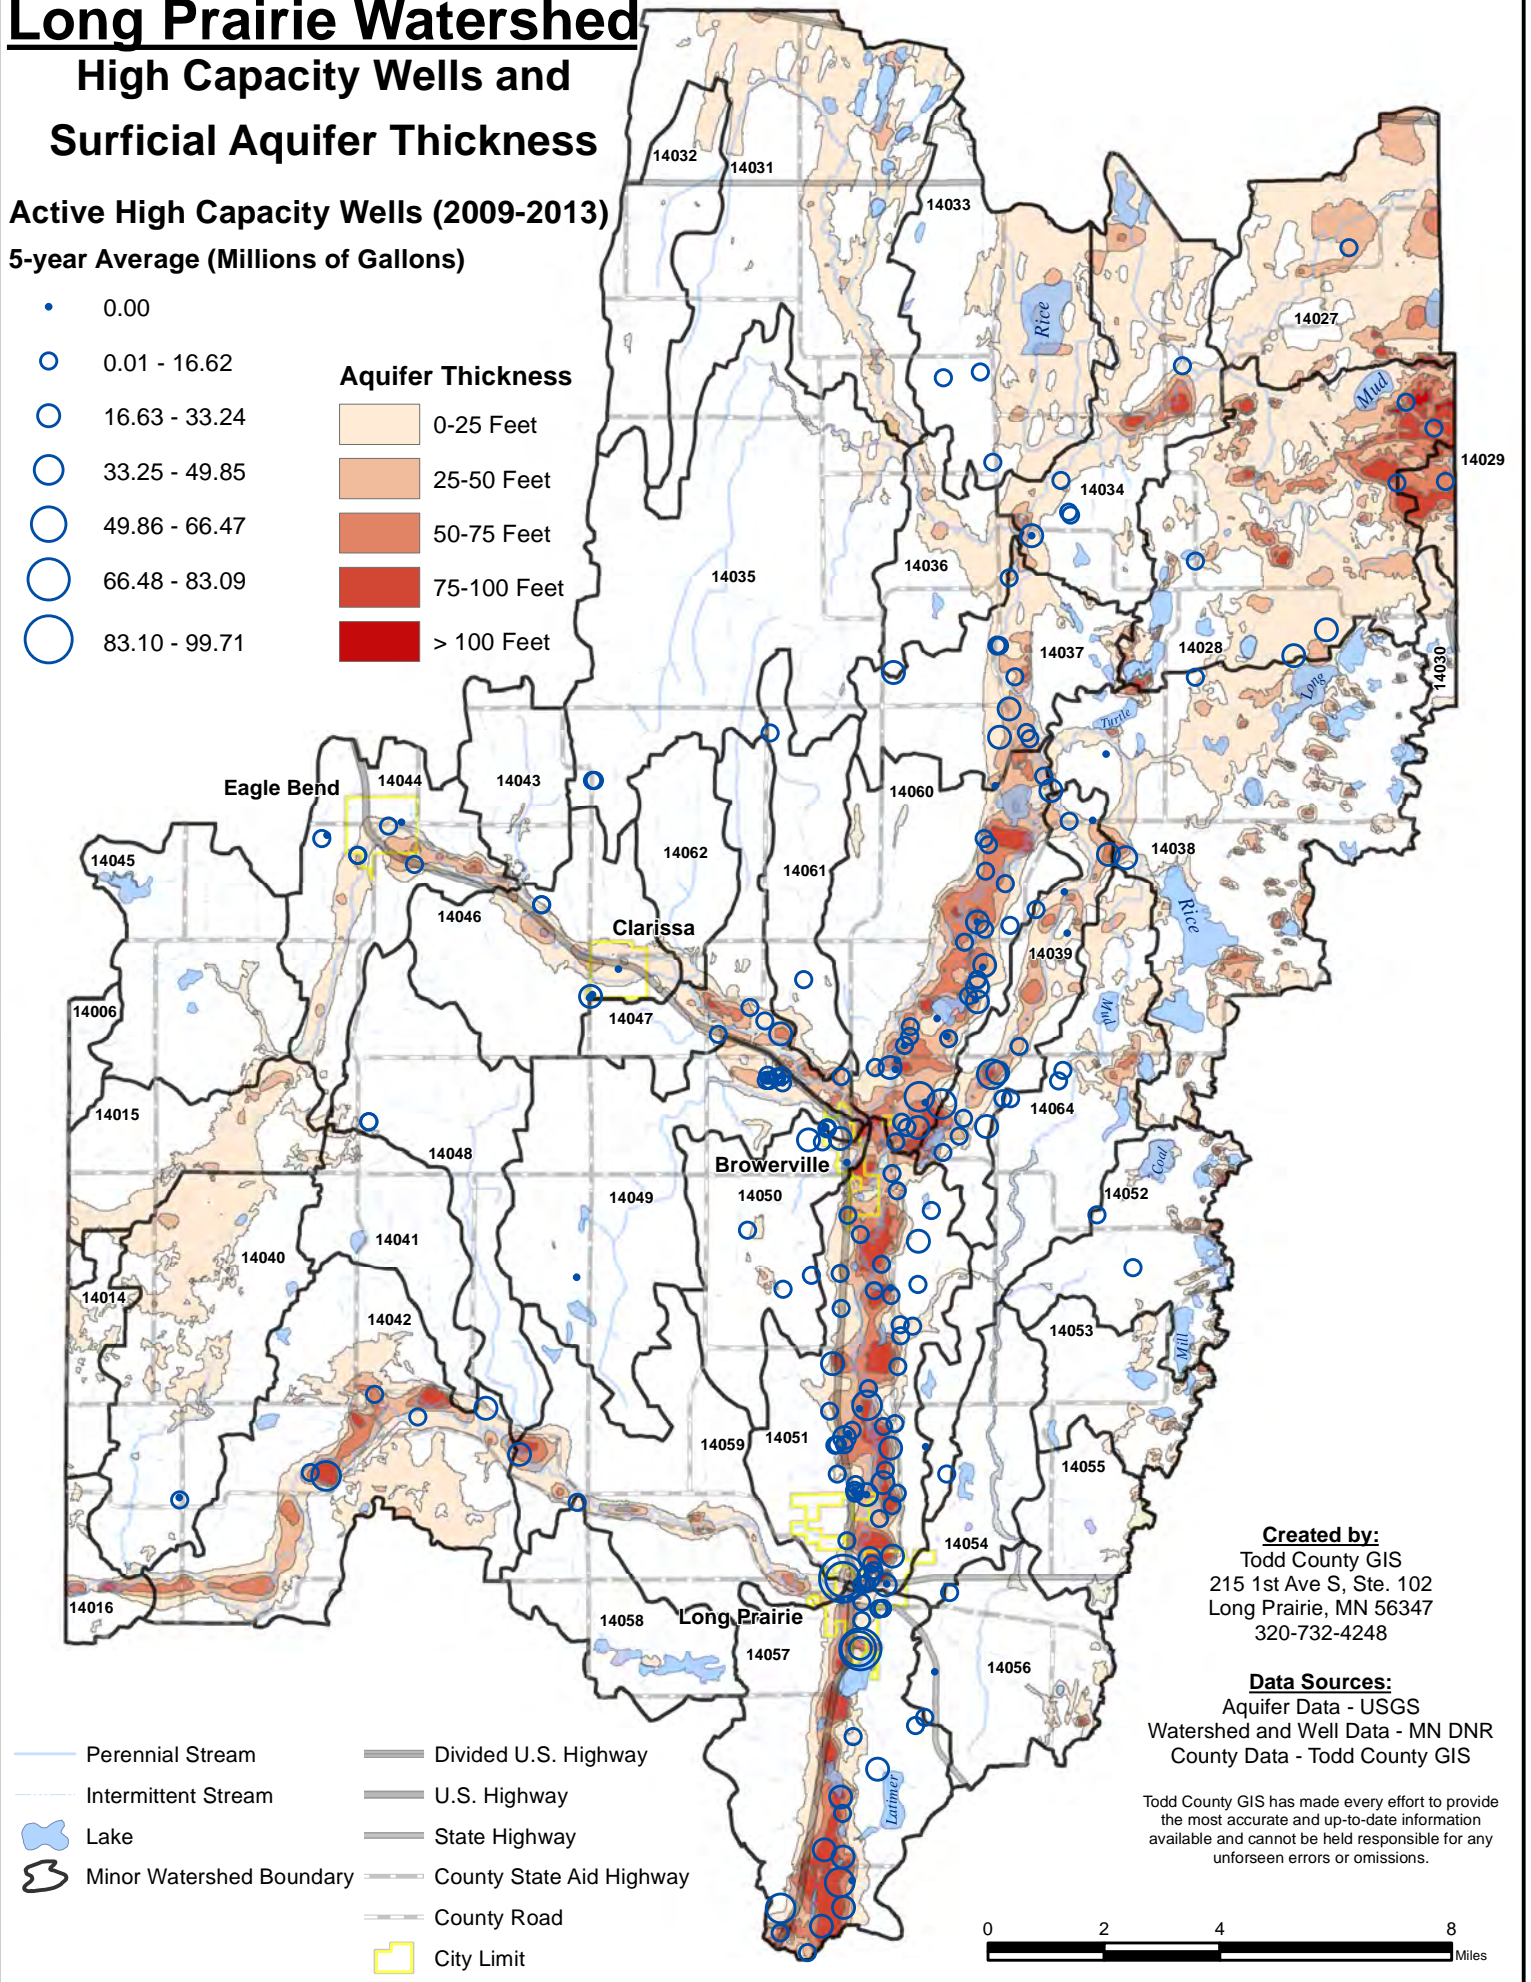 Long Prairie Watershed
High Capacity Wells and
Surficial Aquifer Thickness
Active High Capacity Wells (2009-2013)
5-year Average (Millions of Gallons)
0.00
0.01 - 16.62
16.63 - 33.24
33.25 - 49.85
49.86 - 66.47
66.48 - 83.09
83.10 - 99.71
Aquifer Thickness
0-25 Feet
25-50 Feet
50-75 Feet
75-100 Feet
> 100 Feet
14032
14031
14033
14027
Rice
Mud
14029
14034
14035
14036
14037
14028
14030
Long
Turtle
Eagle Bend
14044
14043
14060
14045
14062
14061
14038
14046
Clarissa
Rice
14039
14006
14047
Mud
14015
14064
14048
Browerville
Coal
14049
14050
14052
14041
14040
14014
14042
14053
Mill
14059
14051
14055
14054
14016
14058
Long Prairie
14057
14056
Latimer
Created by:
Todd County GIS
215 1st Ave S, Ste. 102
Long Prairie, MN 56347
320-732-4248
Data Sources:
Aquifer Data - USGS
Watershed and Well Data - MN DNR
County Data - Todd County GIS
Todd County GIS has made every effort to provide
the most accurate and up-to-date information
available and cannot be held responsible for any
unforseen errors or omissions.
Perennial Stream
Intermittent Stream
Lake
Minor Watershed Boundary
Divided U.S. Highway
U.S. Highway
State Highway
County State Aid Highway
County Road
City Limit
0 2 4 8
Miles